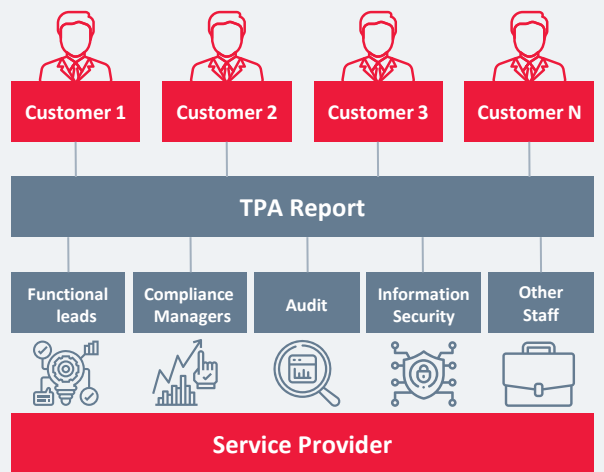 Customer 1
Customer 2
Customer 3
Customer N
TPA Report
Functional
leads
Compliance
Managers
Audit
Information
Security
Other
Staff
Service Provider